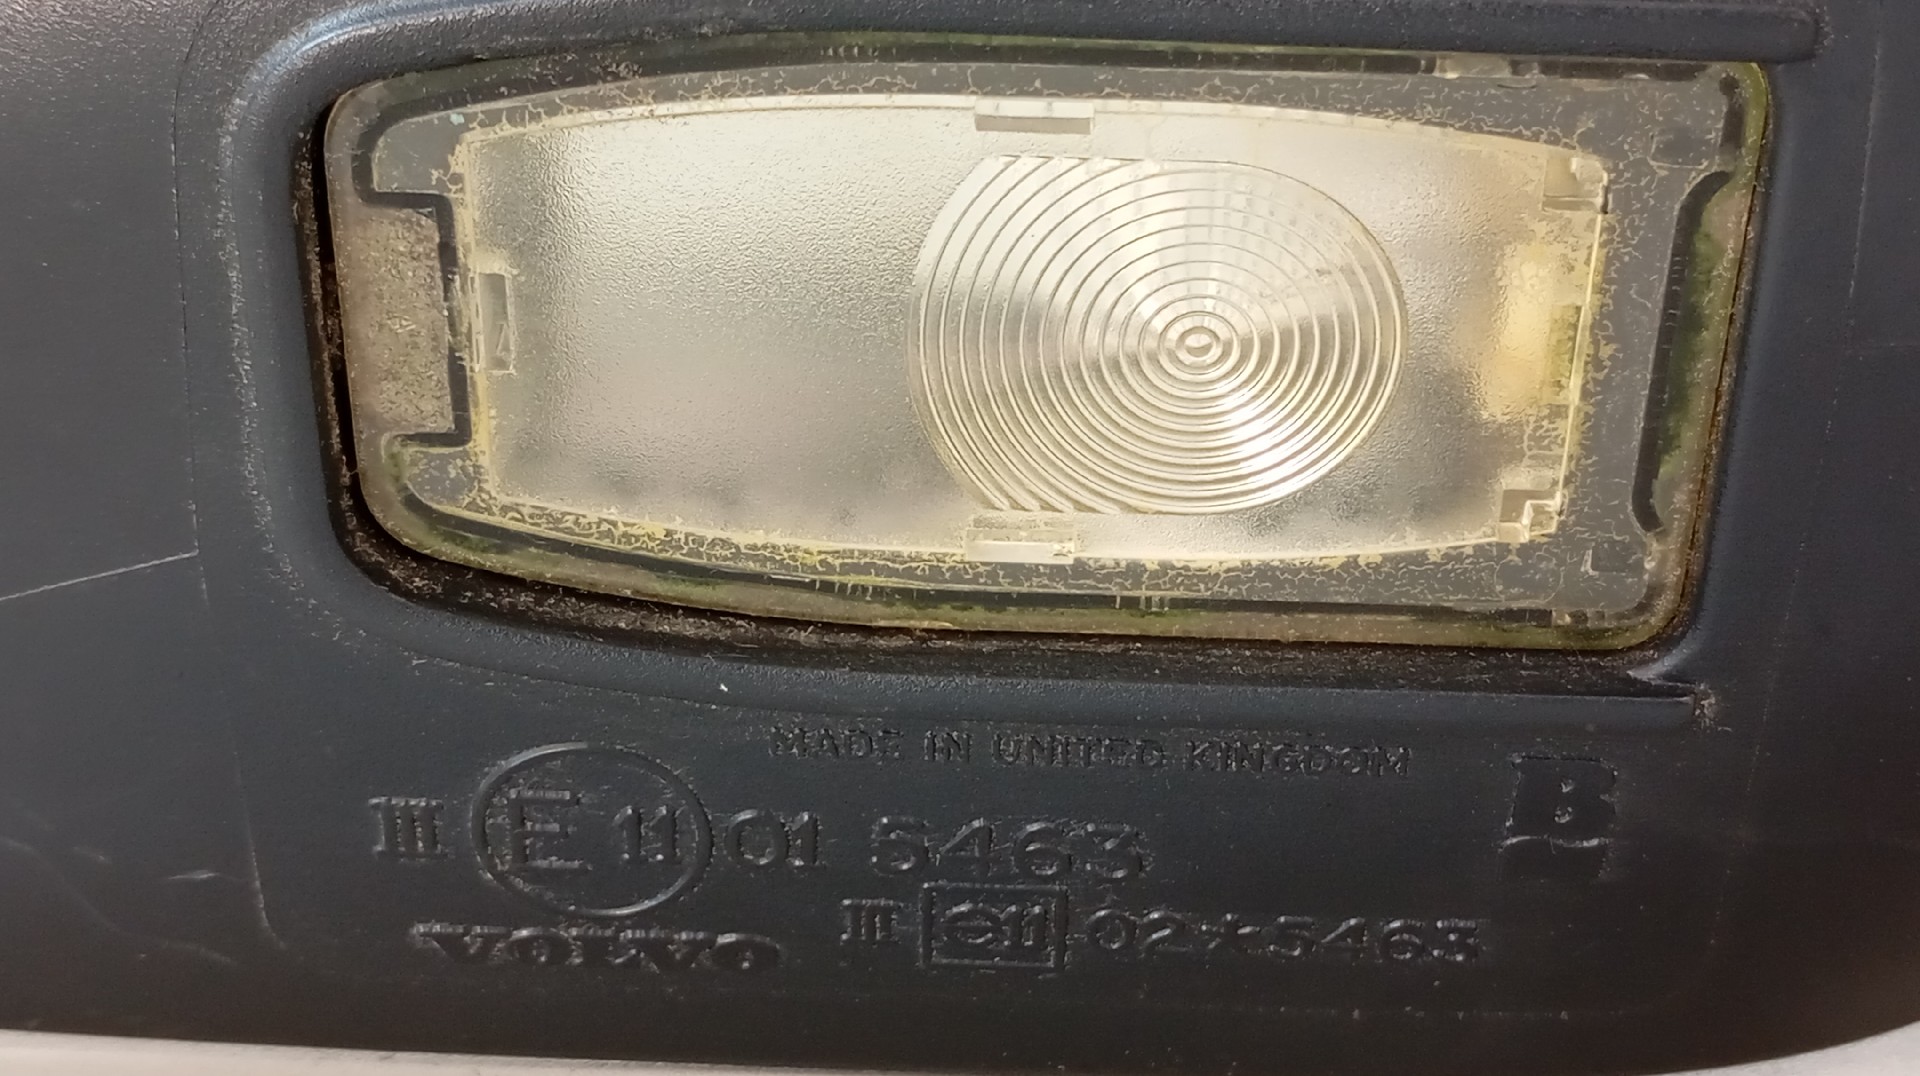 MADE IN UNITED KINGDOM
III E 11 01 5463
B
III e11 02*5463
VOLVO